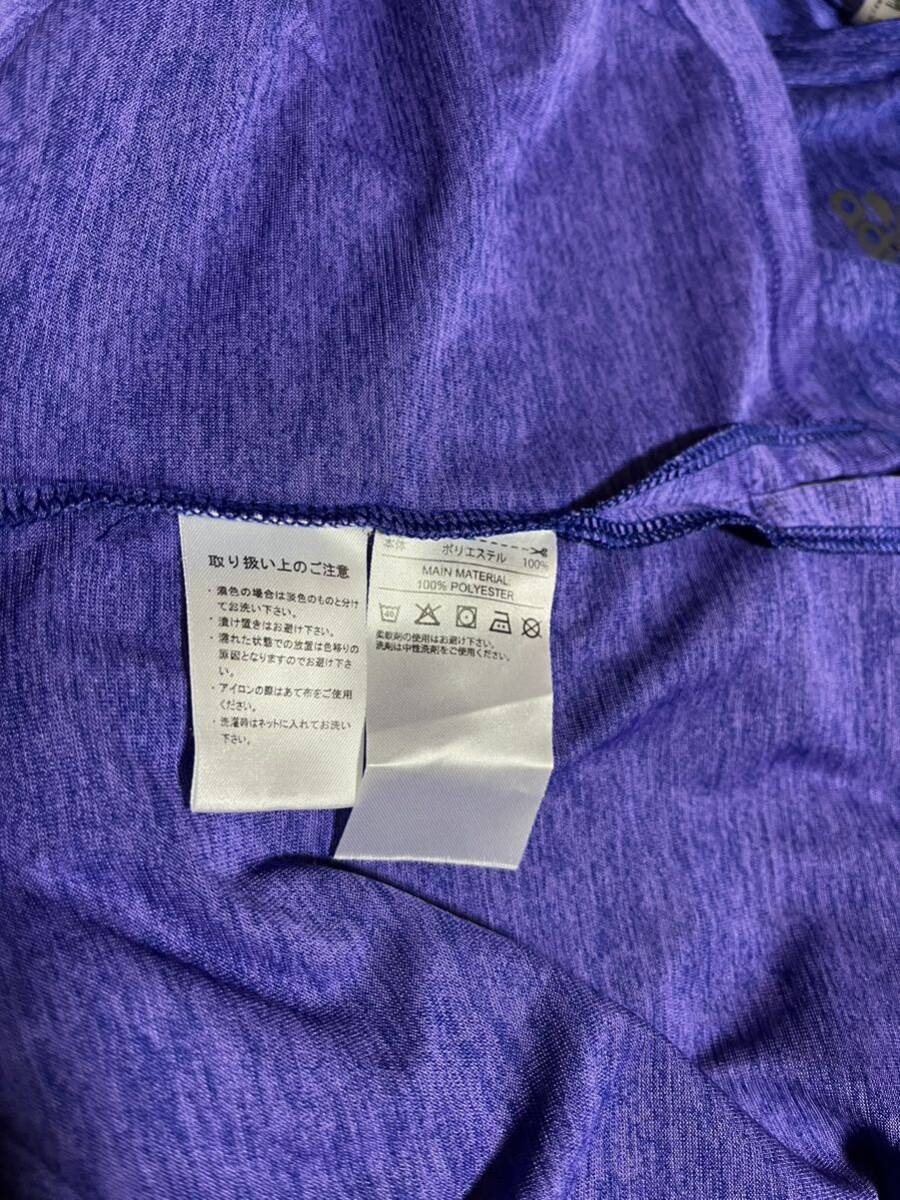 取り扱い上のご注意
・濃色の場合は淡色のものと分け
てお洗い下さい。
・漬け置きはお避け下さい。
・濡れた状態での放置は色移りの
原因となりますのでお避け下さ
い。
・アイロンの際はあて布をご使用
ください。
・洗濯時はネットに入れてお洗い
下さい。
本体
ポリエステル 100%
MAIN MATERIAL:
100% POLYESTER
40
柔軟剤の使用はお避け下さい。
洗剤は中性洗剤をご使用ください。